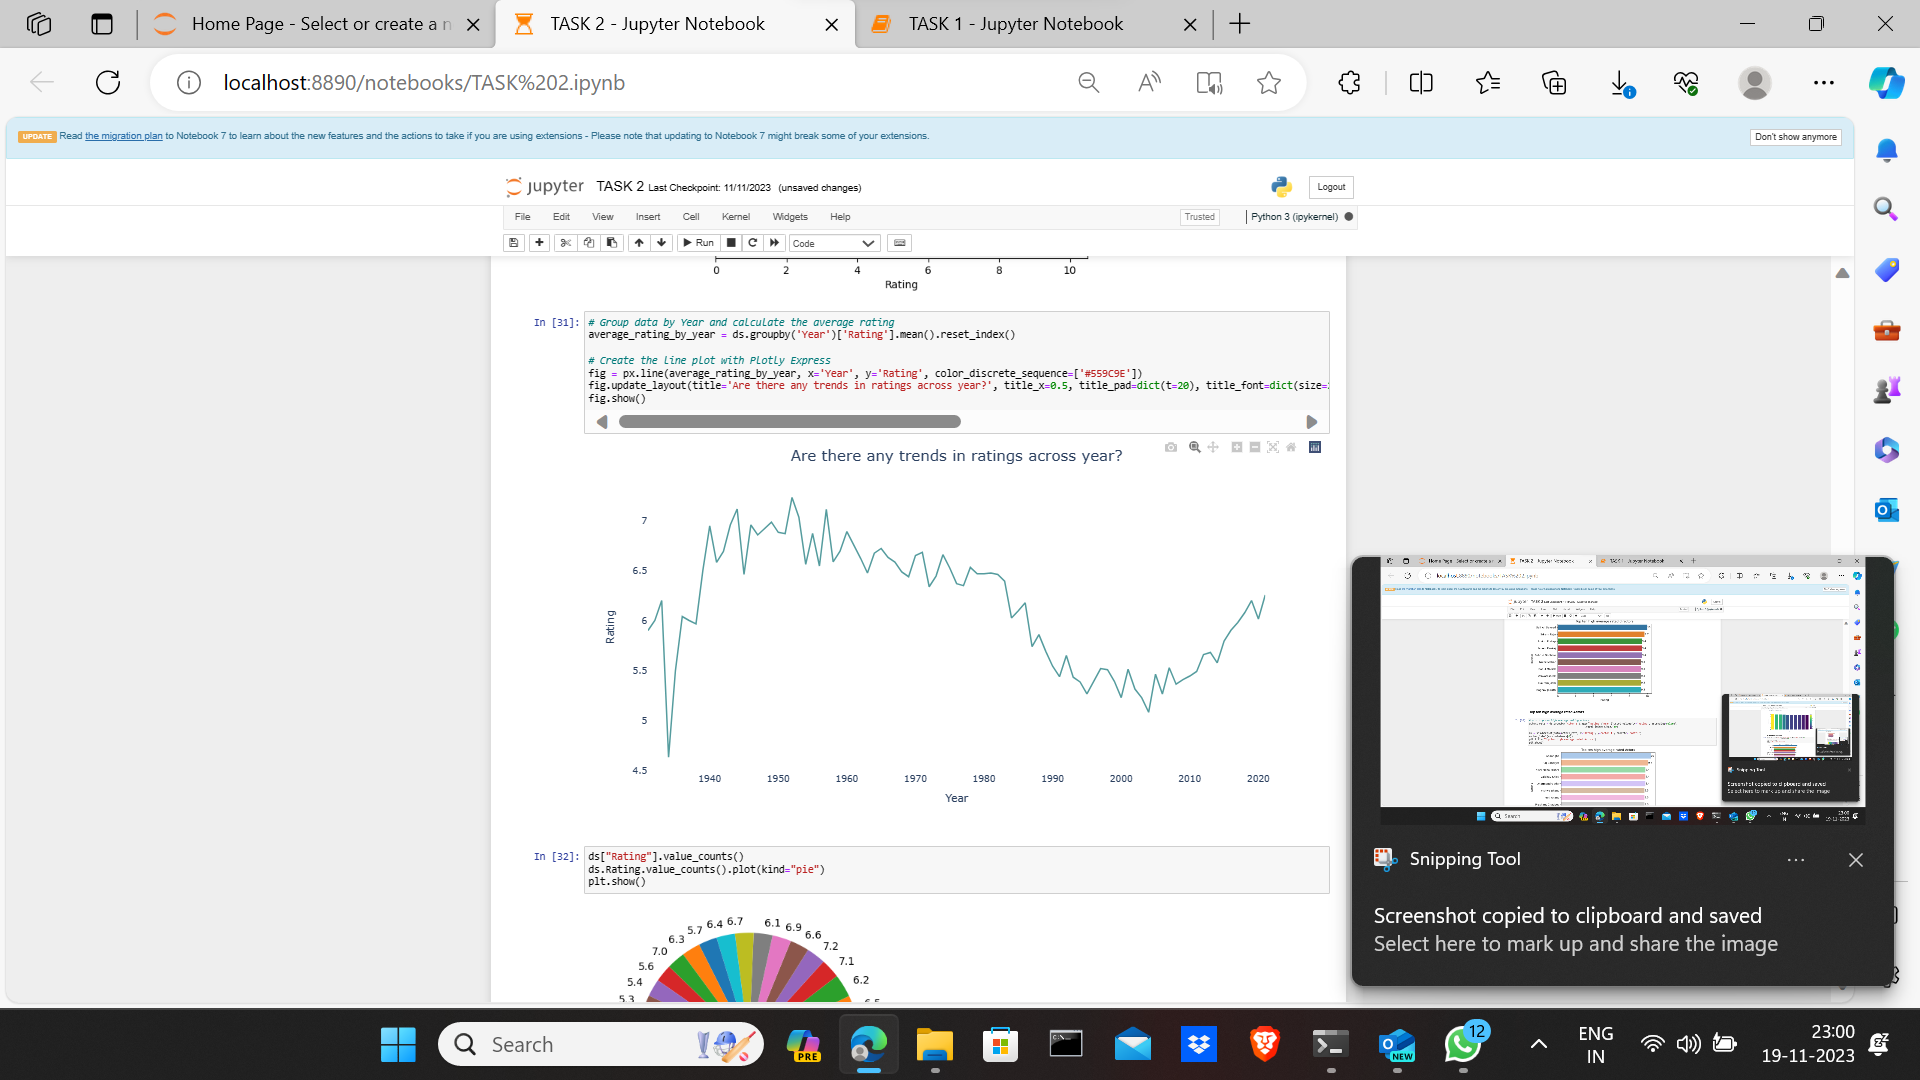 Home Page - Select or create a n
TASK 2 - Jupyter Notebook
TASK 1 - Jupyter Notebook
localhost:8890/notebooks/TASK%202.ipynb
UPDATE Read the migration plan to Notebook 7 to learn about the new features and the actions to take if you are using extensions - Please note that updating to Notebook 7 might break some of your extensions.
Don't show anymore
jupyter TASK 2 Last Checkpoint: 11/11/2023 (unsaved changes)
Logout
File Edit View Insert Cell Kernel Widgets Help
Trusted
Python 3 (ipykernel)
Run
Code
0 2 4 6 8 10
Rating
In [31]:
# Group data by Year and calculate the average rating
average_rating_by_year = ds.groupby('Year')['Rating'].mean().reset_index()
# Create the line plot with Plotly Express
fig = px.line(average_rating_by_year, x='Year', y='Rating', color_discrete_sequence=['#559C9E'])
fig.update_layout(title='Are there any trends in ratings across year?', title_x=0.5, title_pad=dict(t=20), title_font=dict(size=
fig.show()
Are there any trends in ratings across year?
7
6.5
6
5.5
5
4.5
Rating
1940 1950 1960 1970 1980 1990 2000 2010 2020
Year
In [32]:
ds["Rating"].value_counts()
ds.Rating.value_counts().plot(kind="pie")
plt.show()
6.4 6.7 6.1 6.9
5.7 6.6
6.3 7.2
7.0 7.1
5.6 6.2
5.4
5.3
Snipping Tool
Screenshot copied to clipboard and saved
Select here to mark up and share the image
Search
PRE
NEW
12
ENG
IN
23:00
19-11-2023